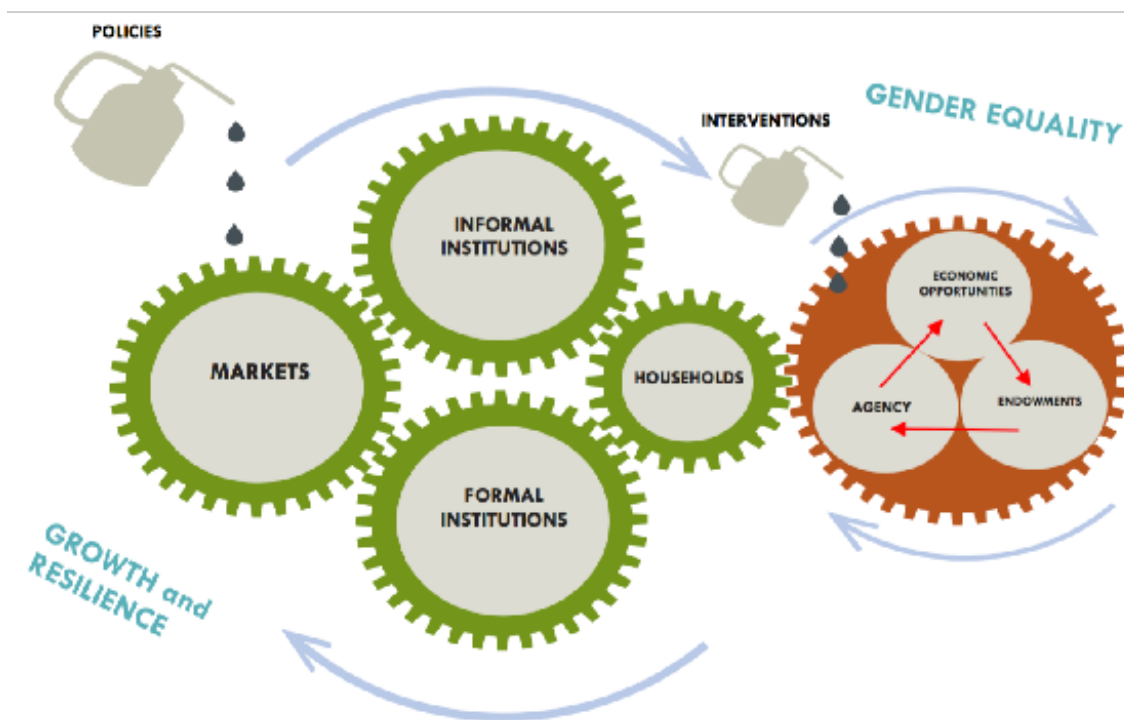 POLICIES
GENDER EQUALITY
INTERVENTIONS
INFORMAL
INSTITUTIONS
ECONOMIC
OPPORTUNITIES
MARKETS
HOUSEHOLDS
AGENCY
ENDOWMENTS
FORMAL
INSTITUTIONS
GROWTH and
RESILIENCE